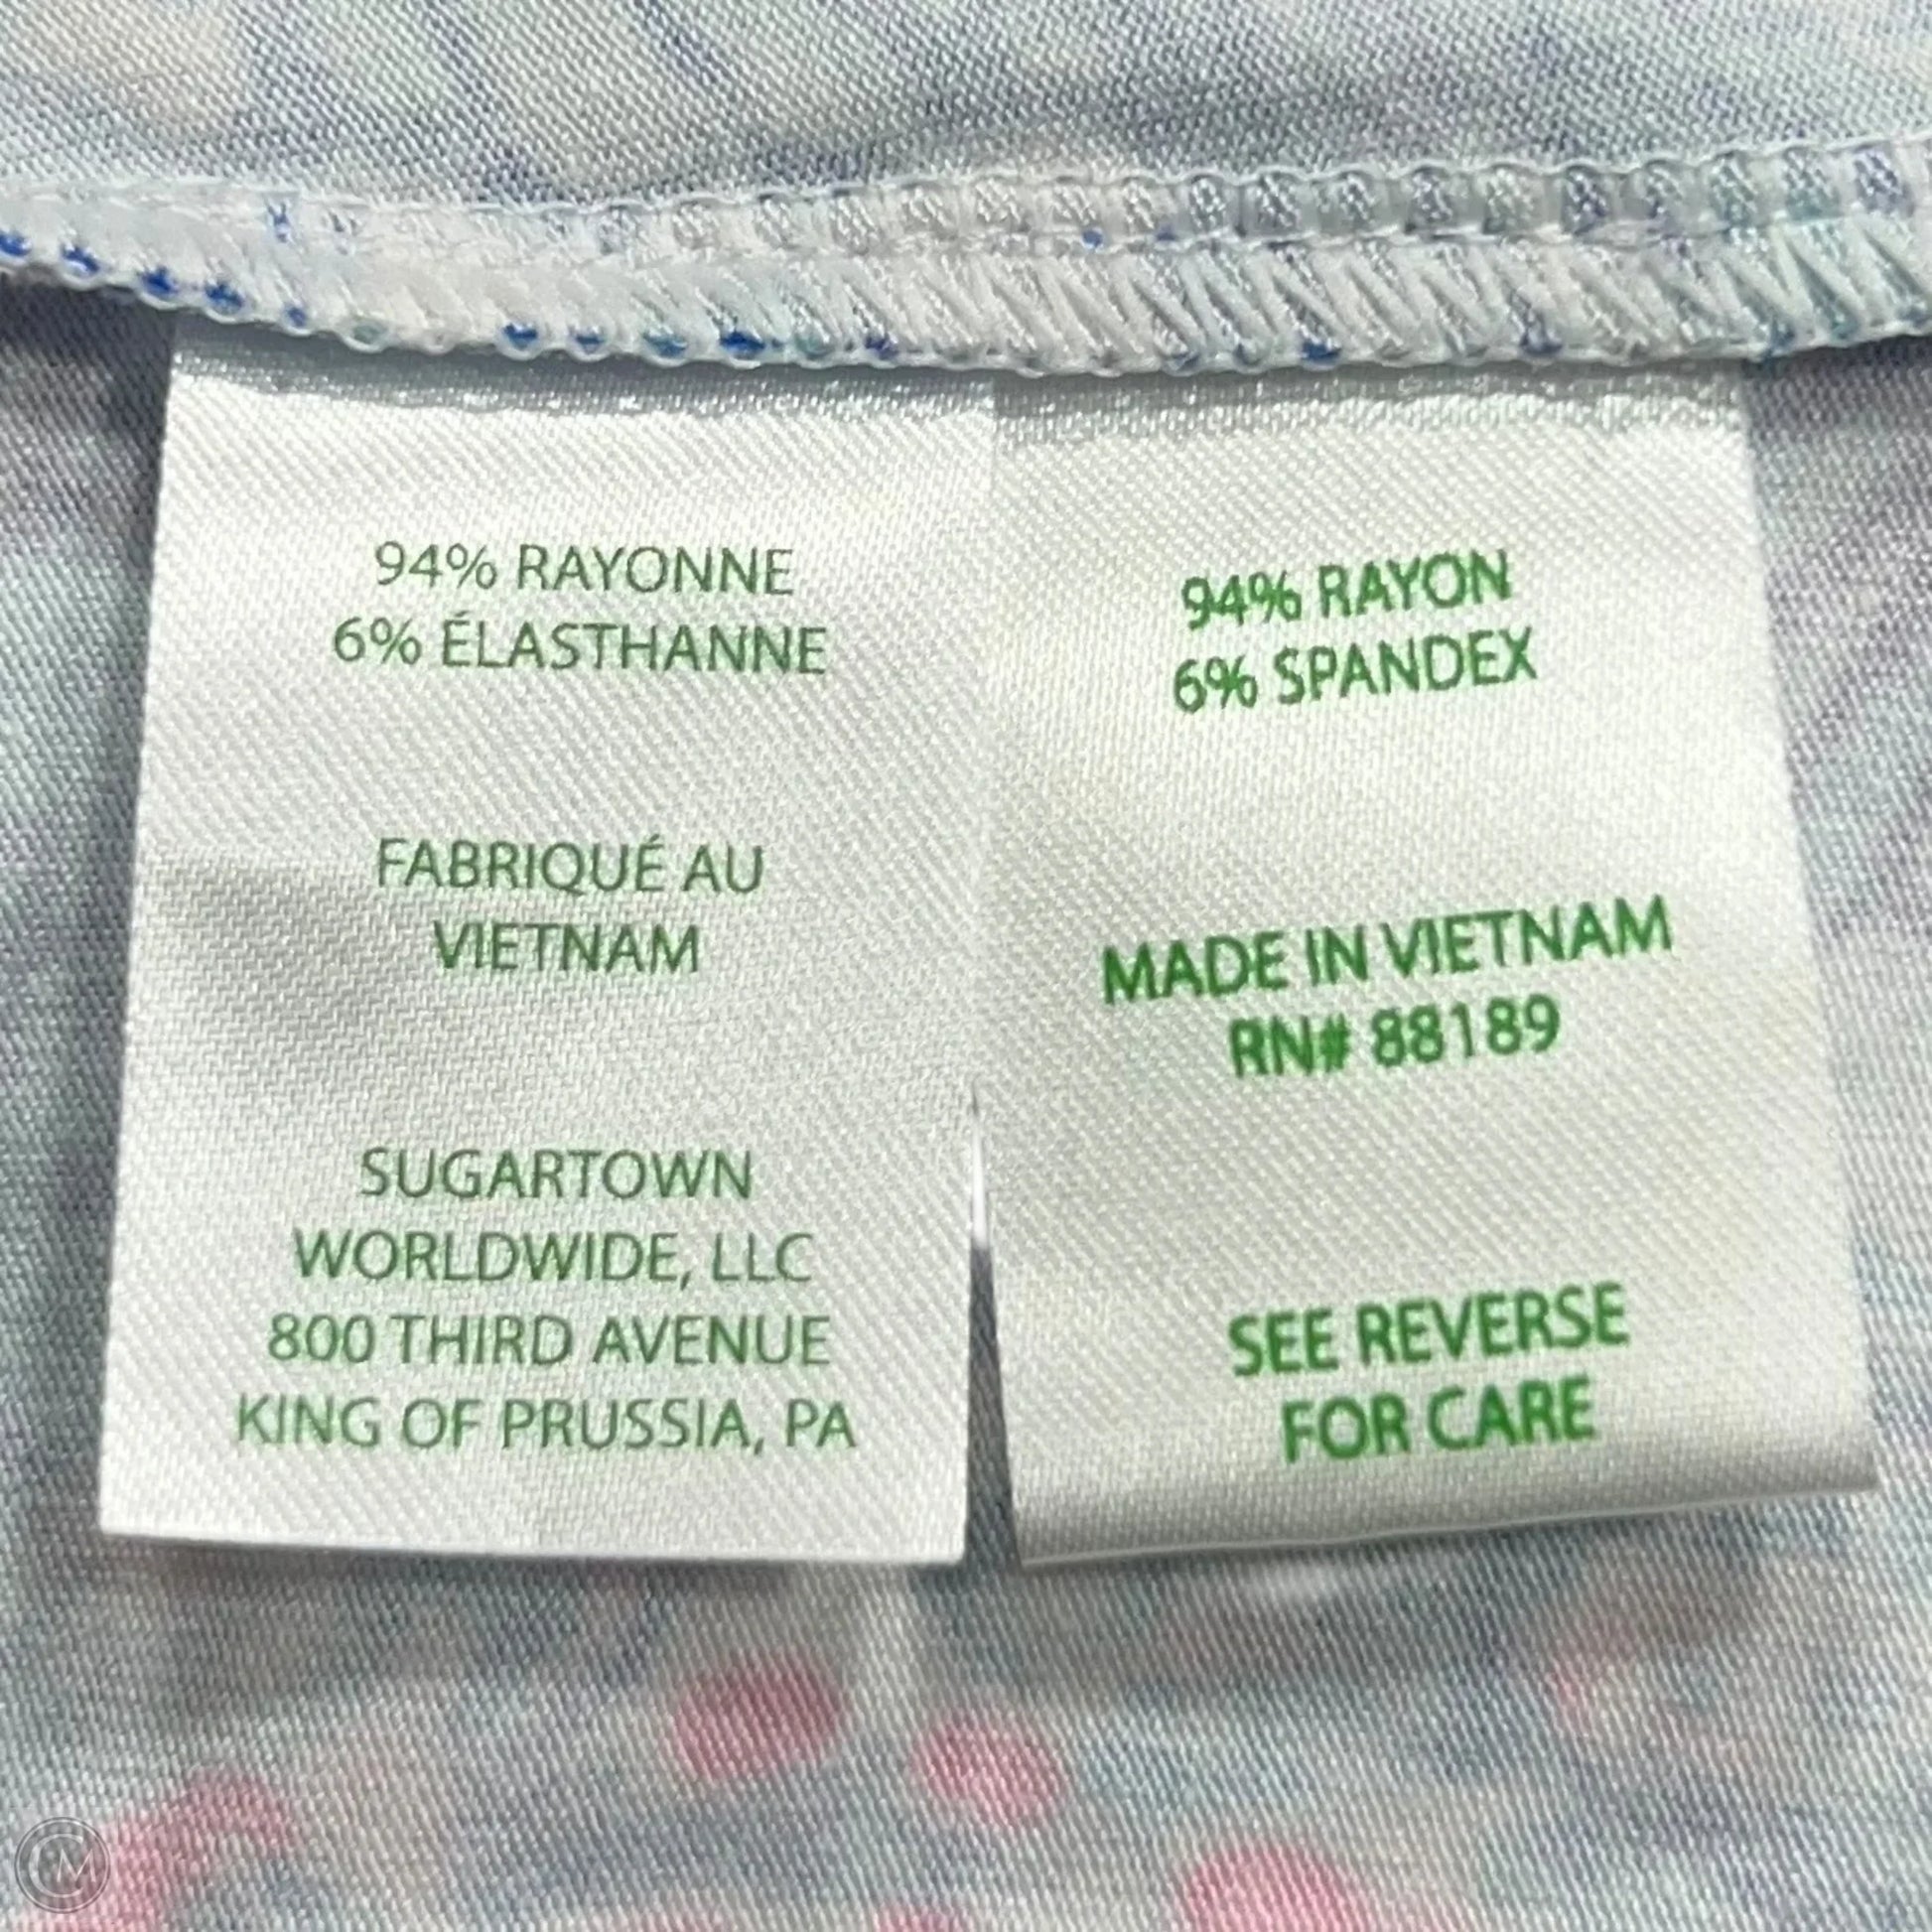 94% RAYONNE
6% ÉLASTHANNE
FABRIQUÉ AU
VIETNAM
SUGARTOWN
WORLDWIDE, LLC
800 THIRD AVENUE
KING OF PRUSSIA, PA
94% RAYON
6% SPANDEX
MADE IN VIETNAM
RN# 88189
SEE REVERSE
FOR CARE
CM